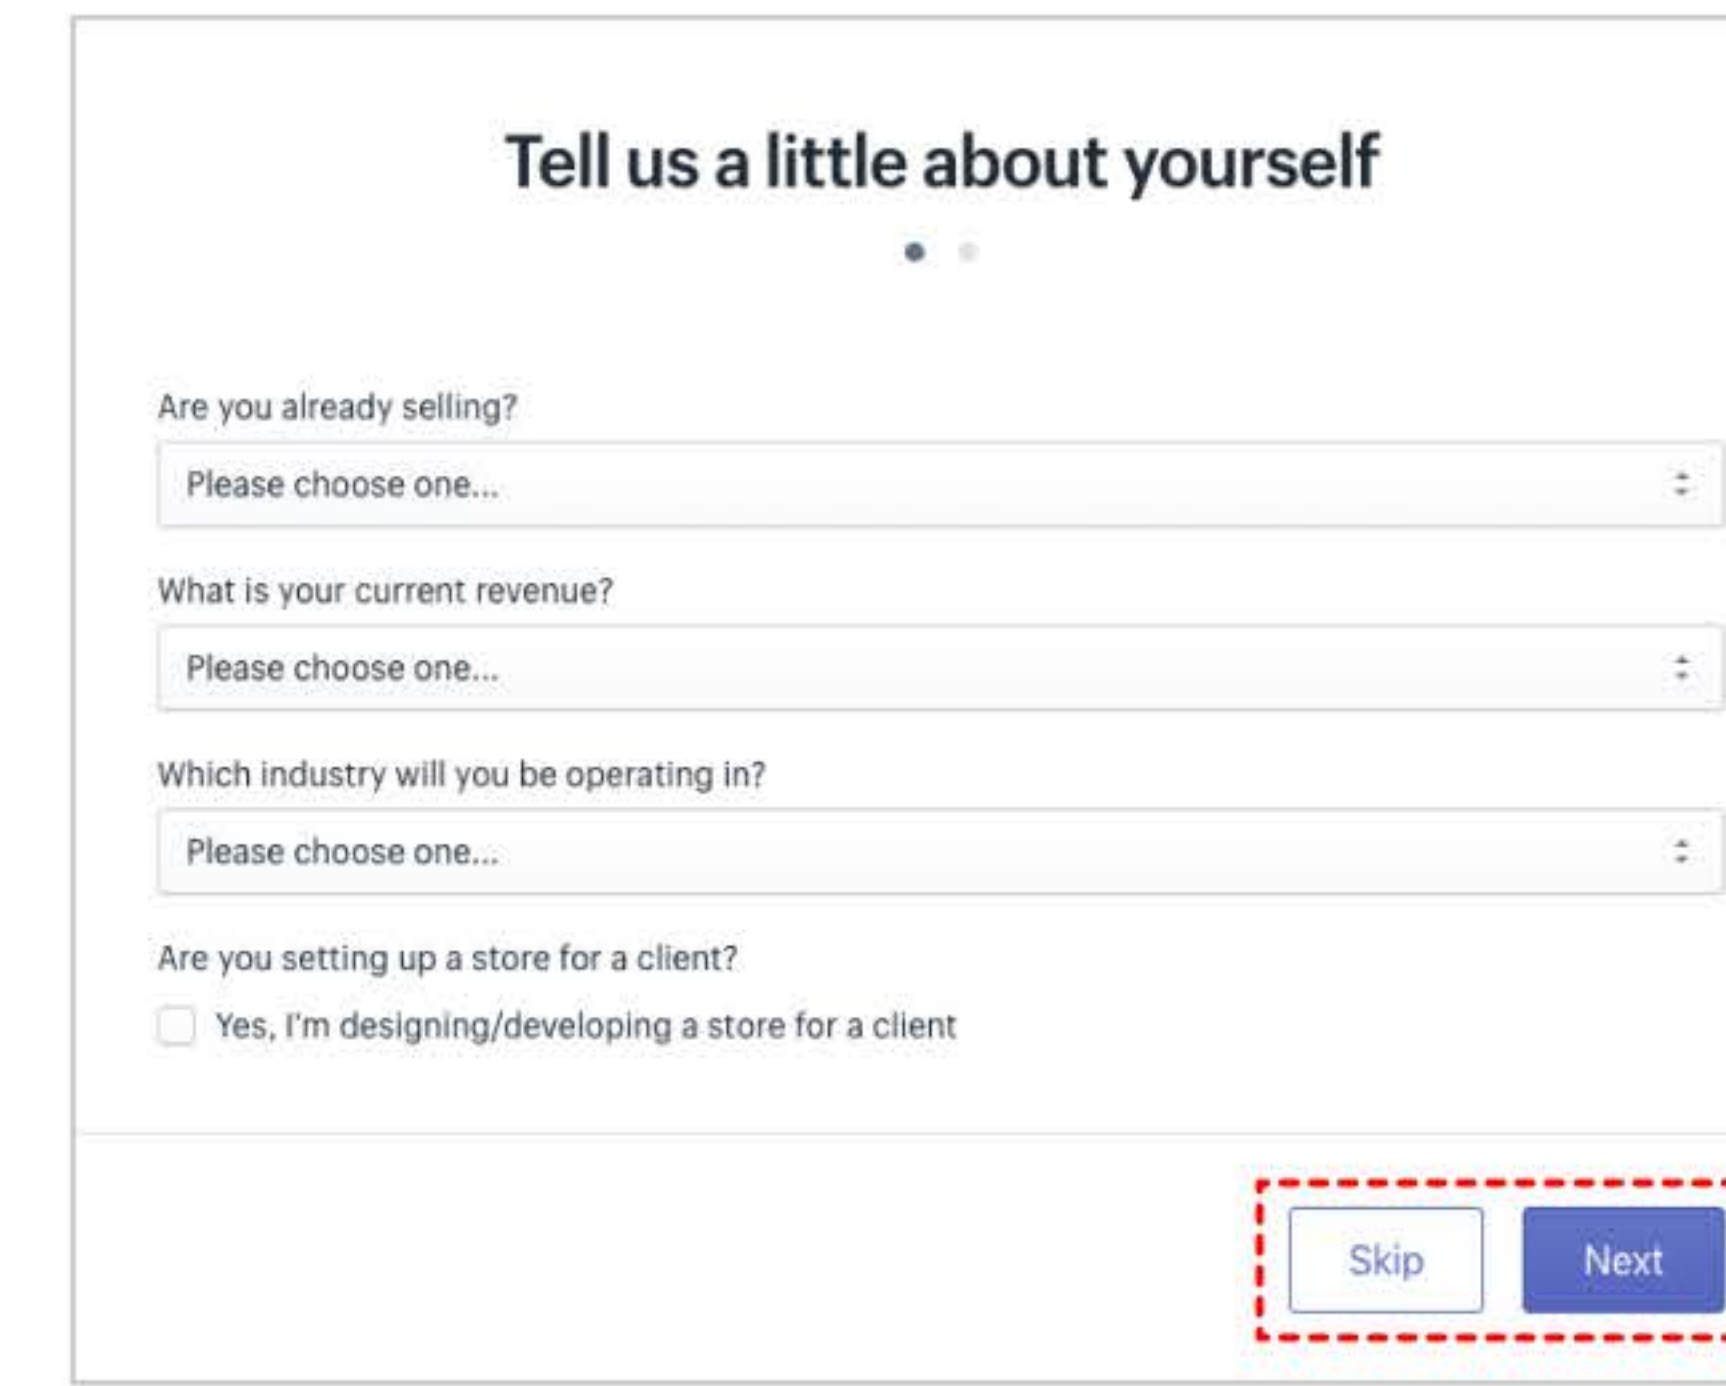 Tell us a little about yourself
Are you already selling?
Please choose one...
What is your current revenue?
Please choose one...
Which industry will you be operating in?
Please choose one...
Are you setting up a store for a client?
Yes, I'm designing/developing a store for a client
Skip
Next